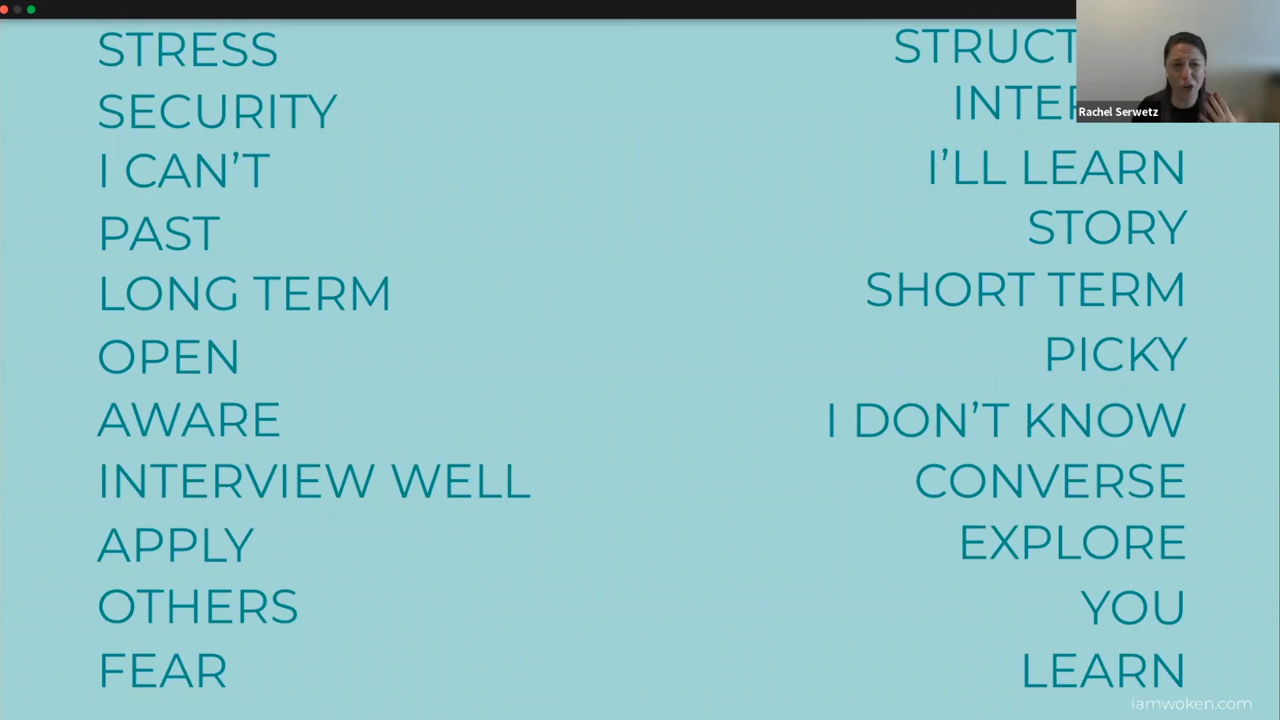 STRESS
SECURITY
I CAN'T
PAST
LONG TERM
OPEN
AWARE
INTERVIEW WELL
APPLY
OTHERS
FEAR
I'LL LEARN
STORY
SHORT TERM
PICKY
I DON'T KNOW
CONVERSE
EXPLORE
YOU
LEARN
Rachel Serwetz
iamwoken.com